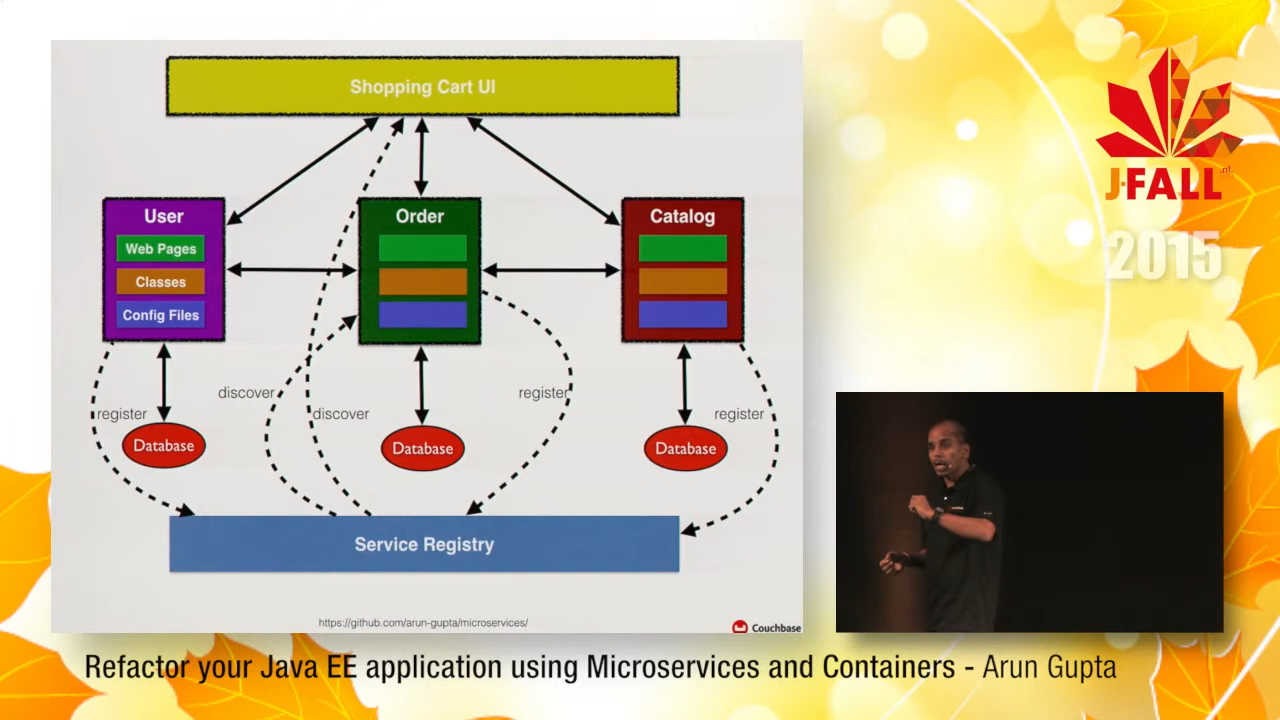 Shopping Cart UI
User
Order
Catalog
Web Pages
Classes
Config Files
discover
register
discover
register
register
Database
Database
Database
Service Registry
https://github.com/arun-gupta/microservices/
Couchbase
J-FALL
.nl
2015
Refactor your Java EE application using Microservices and Containers - Arun Gupta